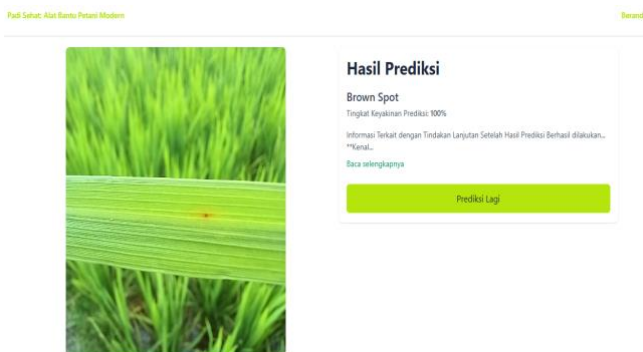 Padi Sehat: Alat Bantu Petani Modern
Berand
Hasil Prediksi
Brown Spot
Tingkat Keyakinan Prediksi: 100%
Informasi Terkait dengan Tindakan Lanjutan Setelah Hasil Prediksi Berhasil dilakukan...
**Kenal...
Baca selengkapnya
Prediksi Lagi